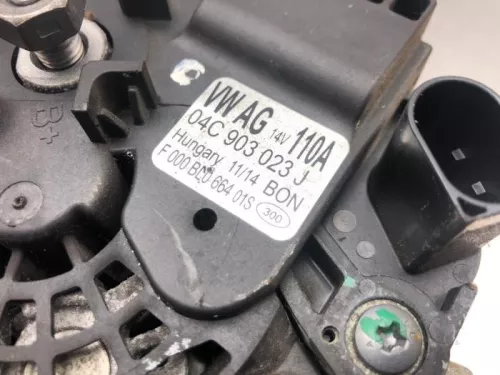 VW AG 14V 110A
04C 903 023 J
Hungary 11/14 BON
F 000 BL0 664 01S 300
B+